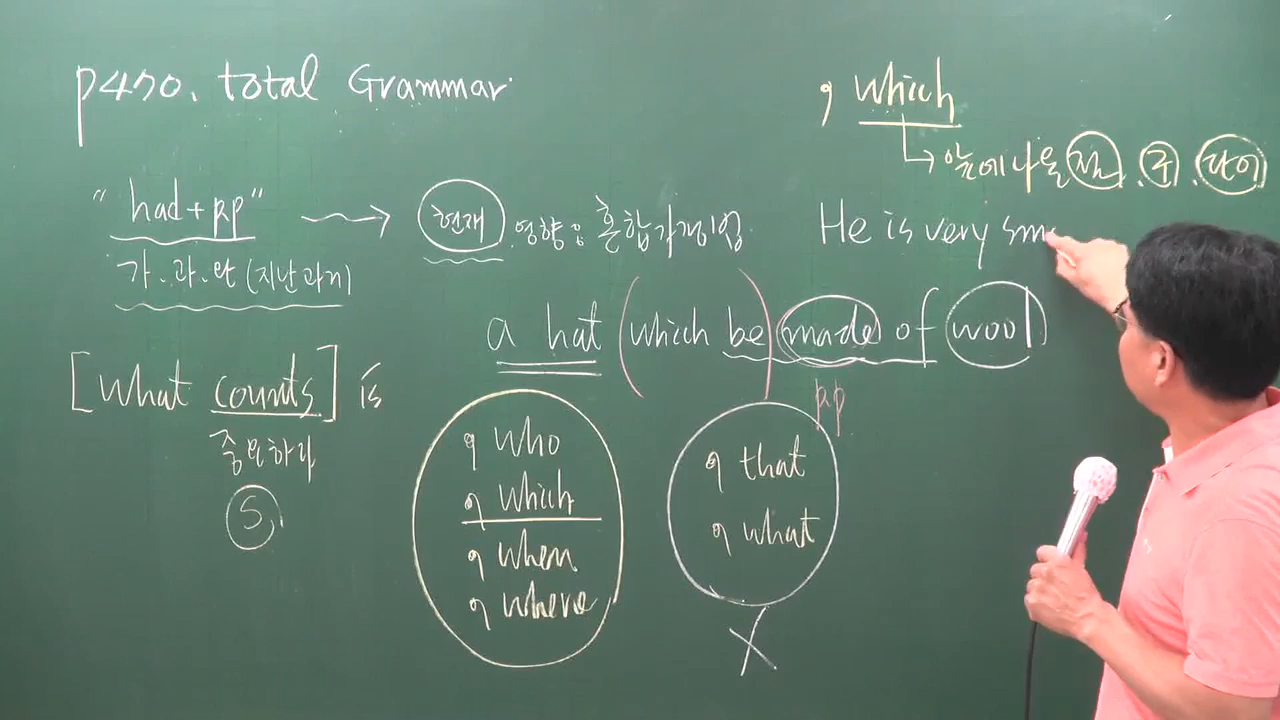 p470. total Grammar
, which
앞에 나온 절, 구, 단어
"had+pp" → 현재 영향 : 혼합가정법
가.과.완 (지난과거)
He is very sm
a hat (which be) made of wool
pp
[What counts] is
중요하다
S
, who
, which
, when
, where
, that
, what
X